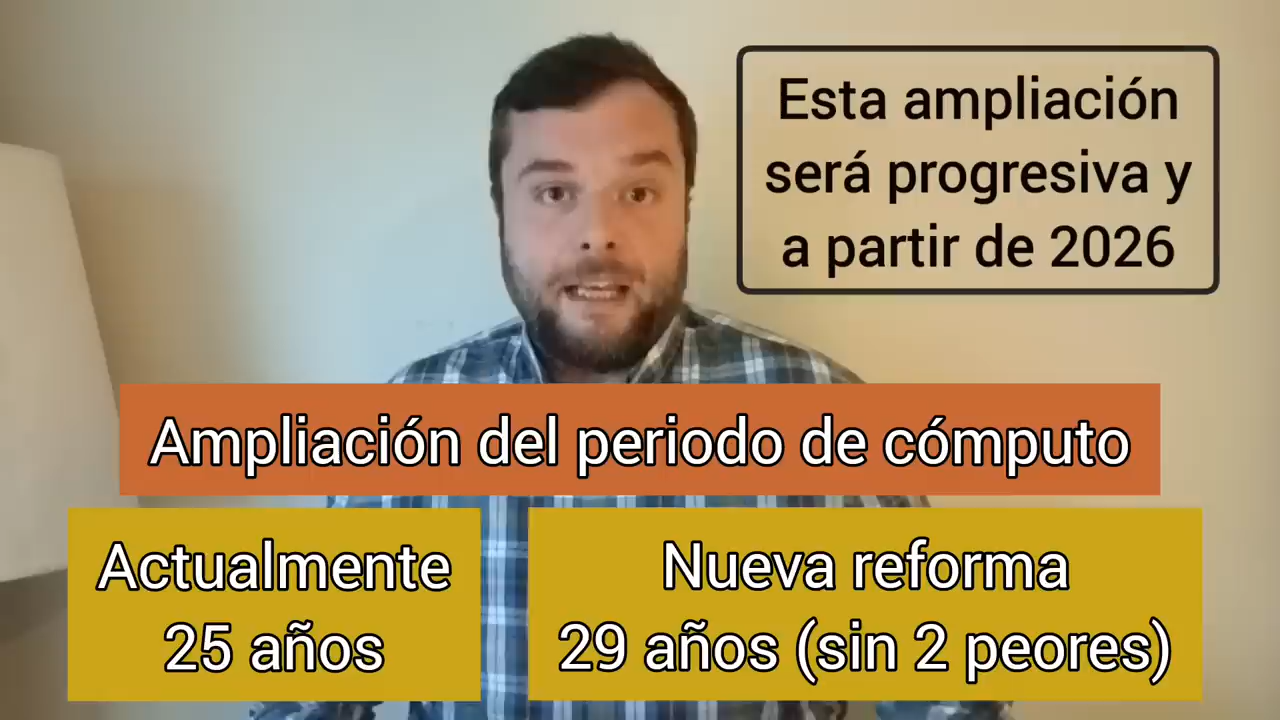 Esta ampliación
será progresiva y
a partir de 2026
Ampliación del periodo de cómputo
Actualmente
25 años
Nueva reforma
29 años (sin 2 peores)